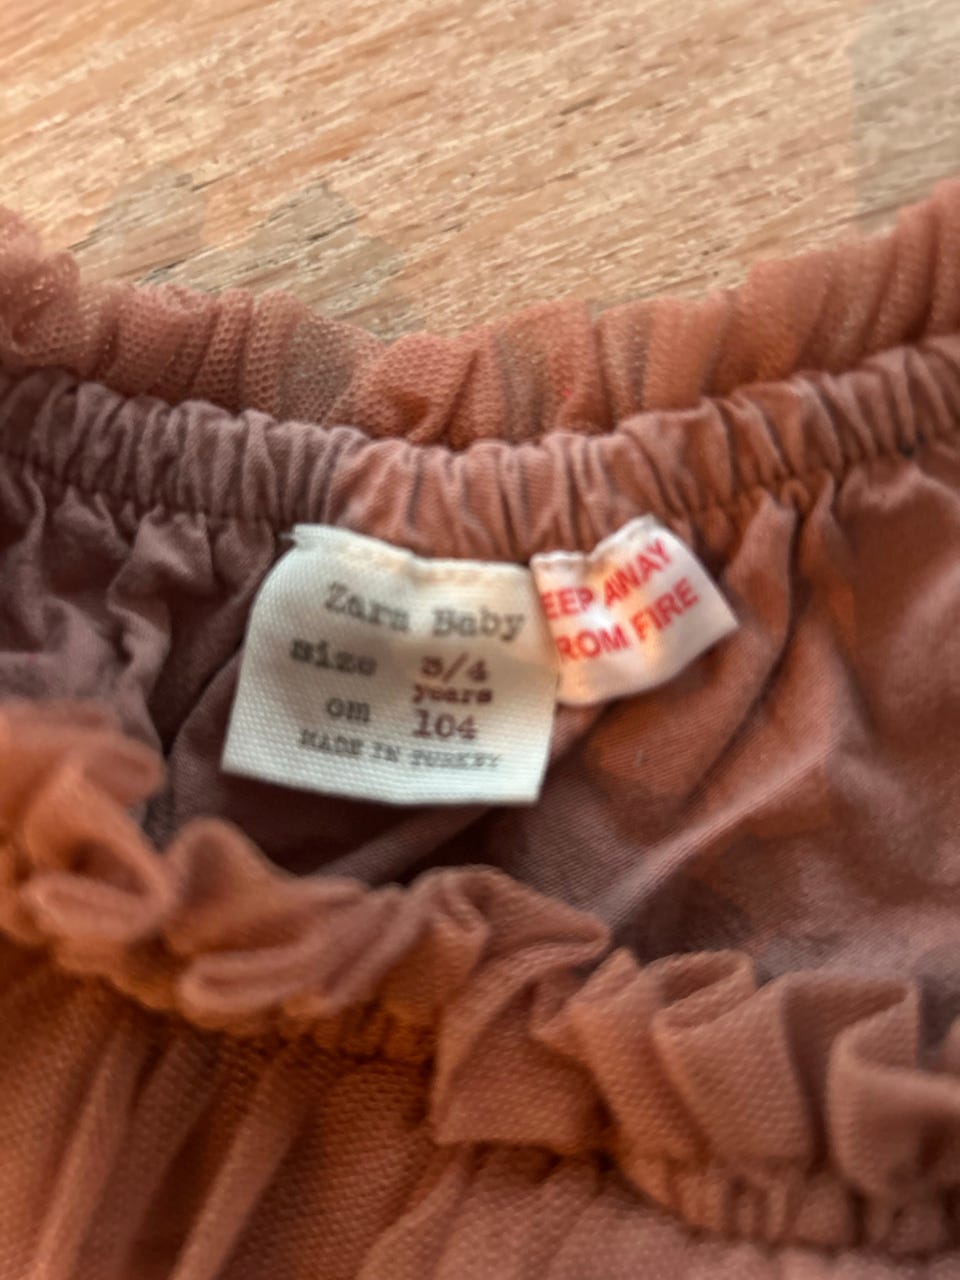 Zara Baby
size 3/4
years
cm 104
MADE IN TURKEY
EEP AWAY
ROM FIRE